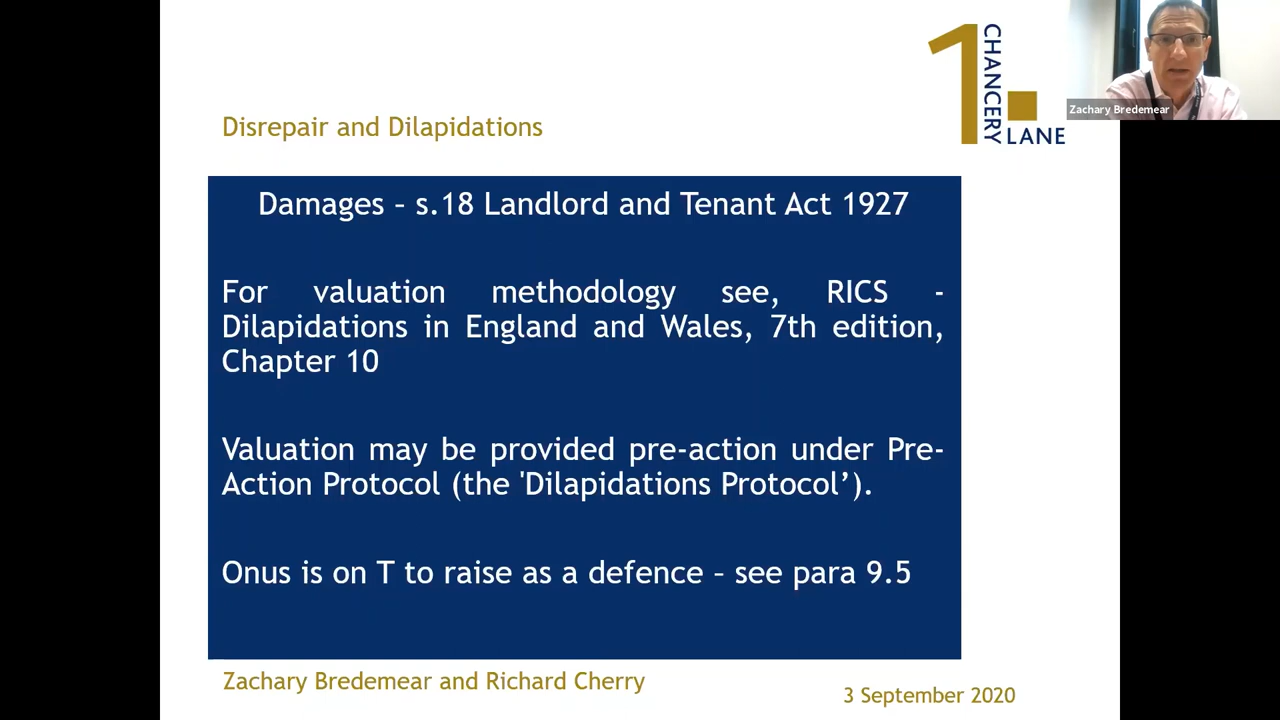 1 CHANCERY LANE
Zachary Bredemear
Disrepair and Dilapidations
Damages – s.18 Landlord and Tenant Act 1927
For valuation methodology see, RICS -
Dilapidations in England and Wales, 7th edition,
Chapter 10
Valuation may be provided pre-action under Pre-
Action Protocol (the 'Dilapidations Protocol’).
Onus is on T to raise as a defence – see para 9.5
Zachary Bredemear and Richard Cherry
3 September 2020